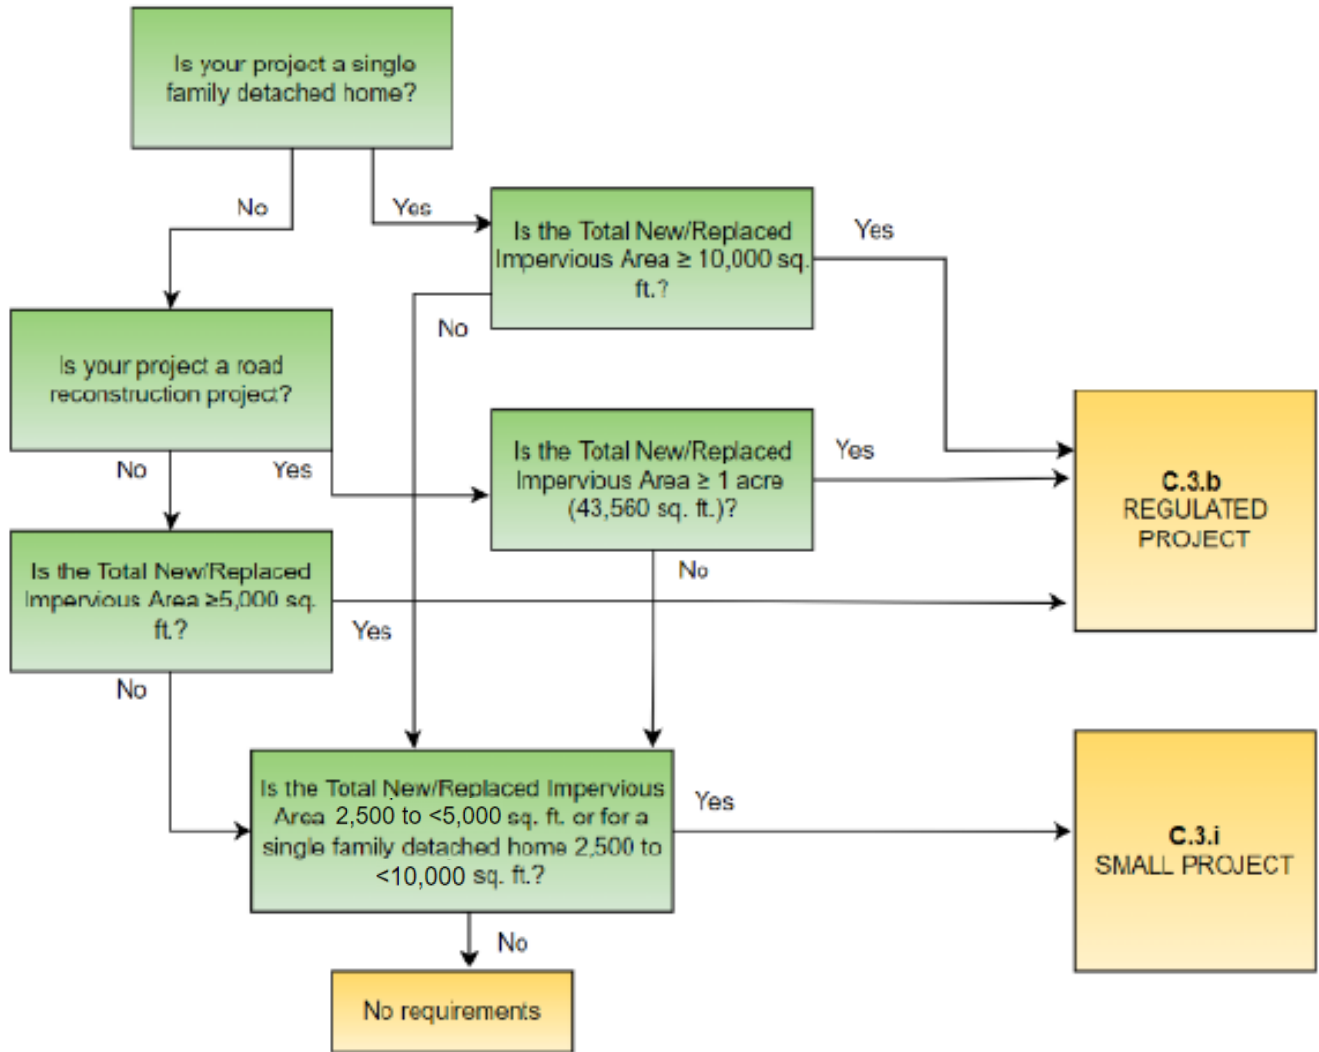 Is your project a single
family detached home?
No
Yes
Is the Total New/Replaced
Impervious Area ≥ 10,000 sq.
ft.?
Yes
No
Is your project a road
reconstruction project?
No
Yes
Is the Total New/Replaced
Impervious Area ≥ 1 acre
(43,560 sq. ft.)?
Yes
No
C.3.b
REGULATED
PROJECT
Is the Total New/Replaced
Impervious Area ≥5,000 sq.
ft.?
Yes
No
Is the Total New/Replaced Impervious
Area 2,500 to <5,000 sq. ft. or for a
single family detached home 2,500 to
<10,000 sq. ft.?
Yes
No
C.3.i
SMALL PROJECT
No requirements